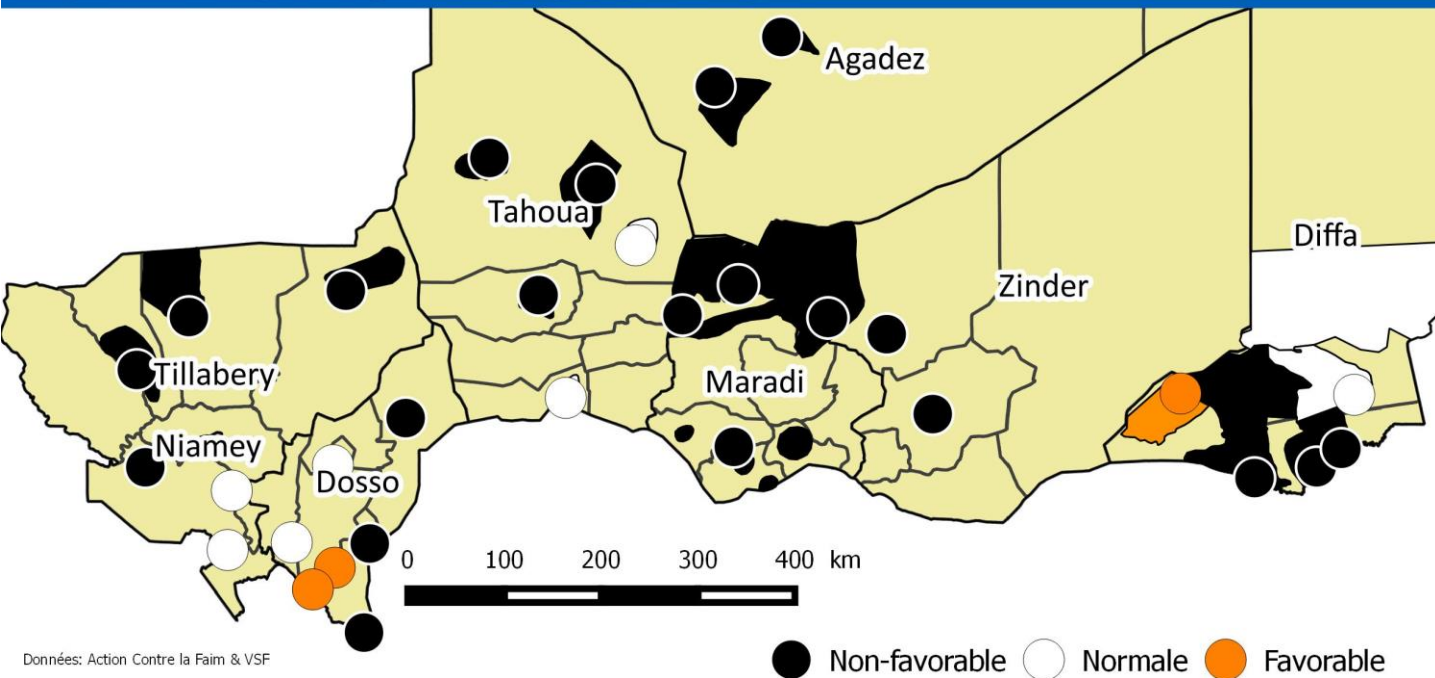 Agadez
Tahoua
Diffa
Zinder
Tillabery
Maradi
Niamey
Dosso
0 100 200 300 400 km
Données: Action Contre la Faim & VSF
Non-favorable Normale Favorable